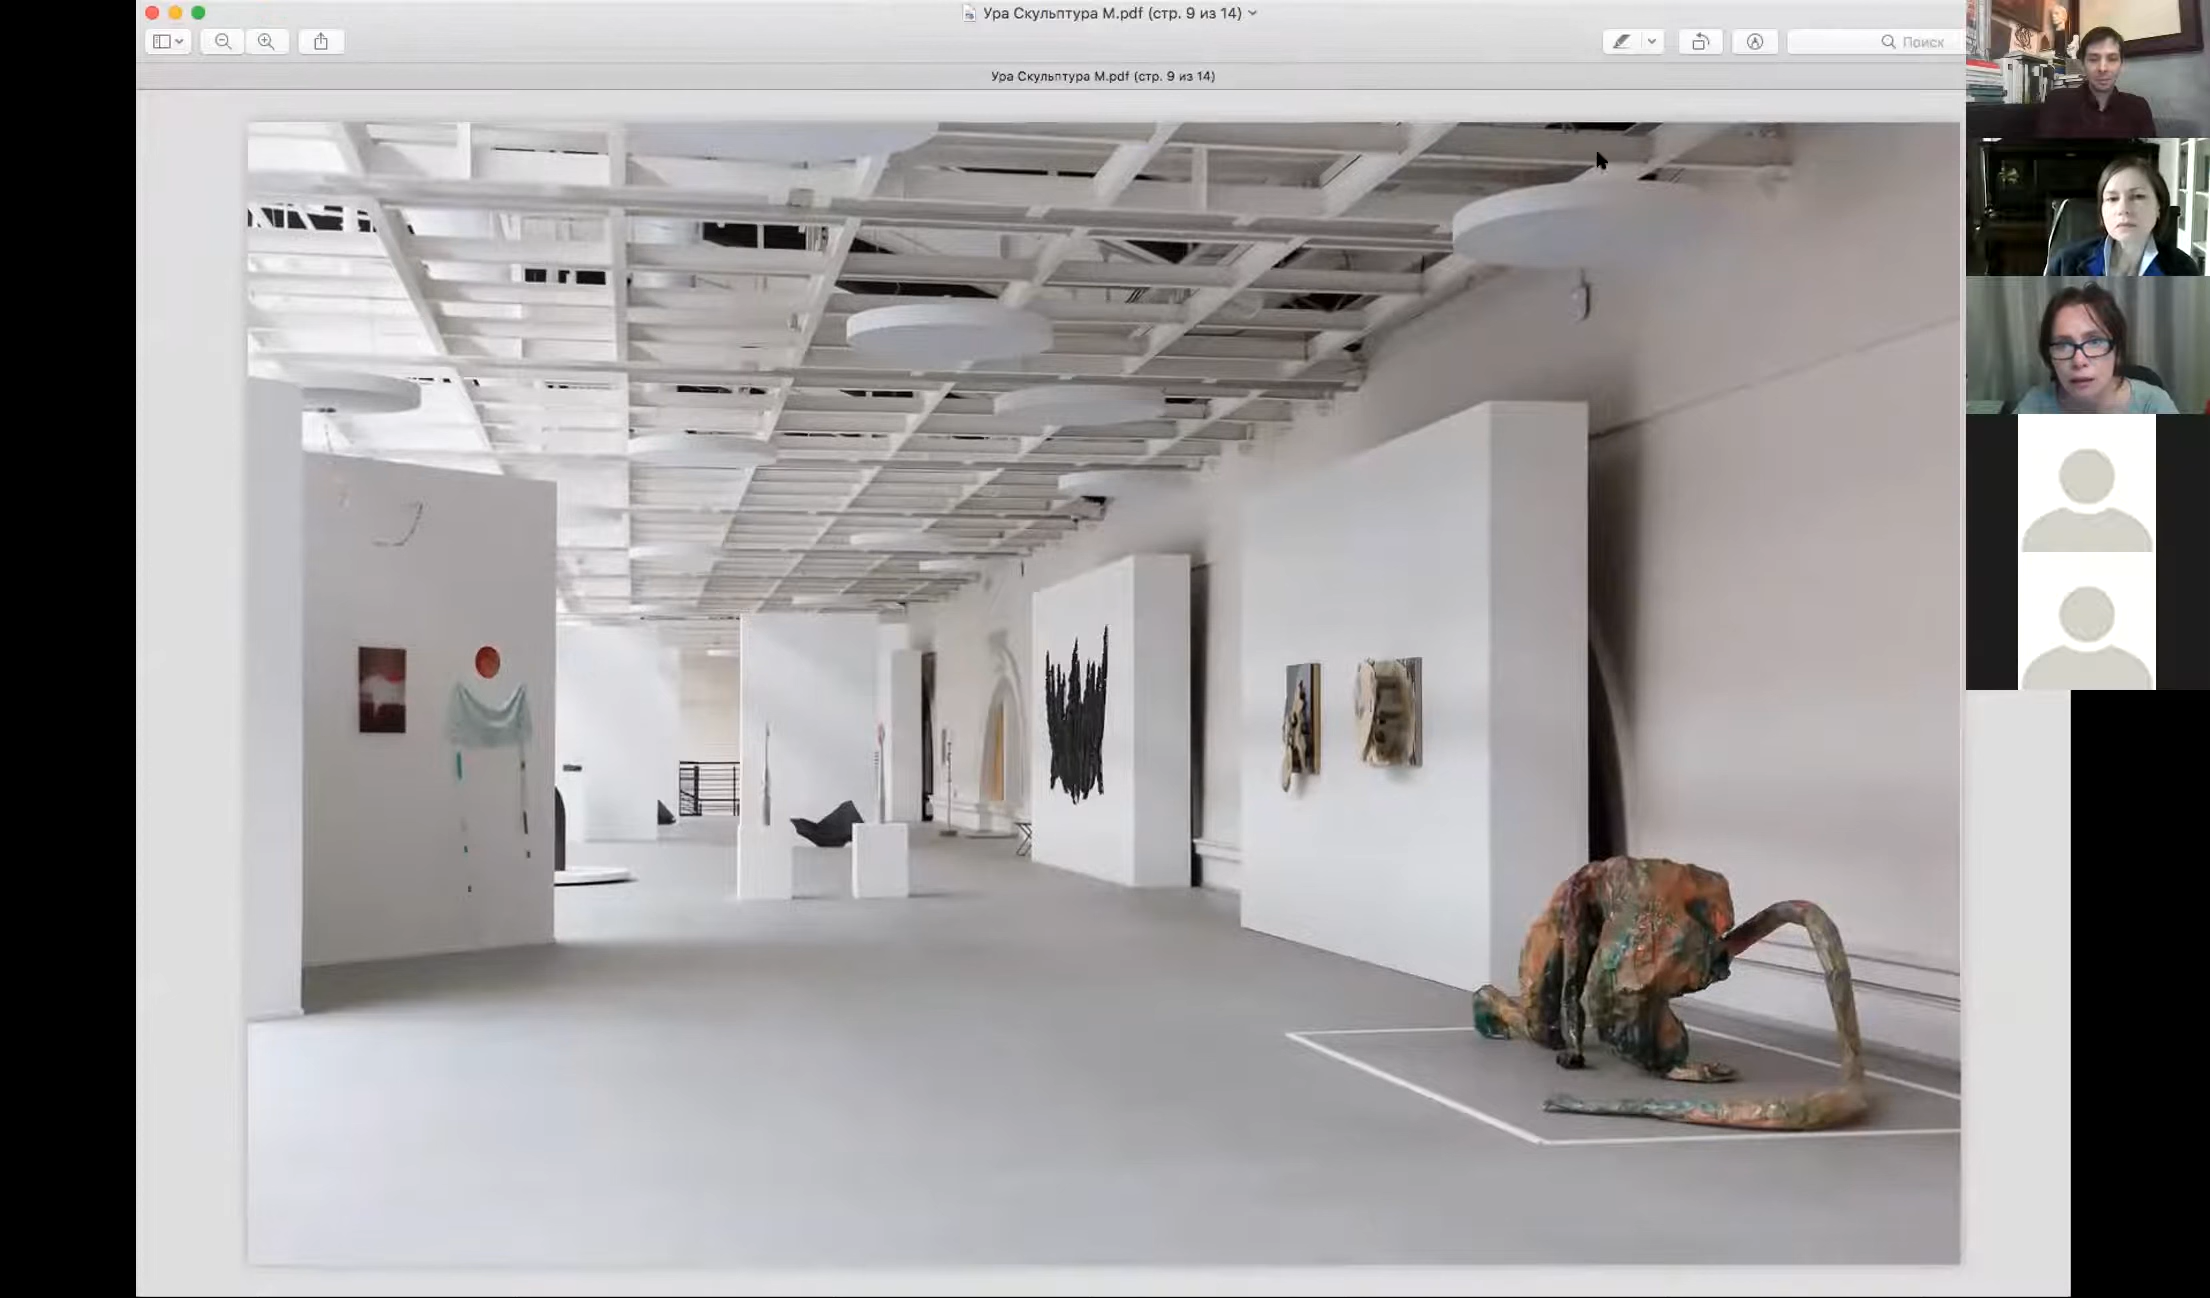 Ура Скульптура М.pdf (стр. 9 из 14)
Поиск
Ура Скульптура М.pdf (стр. 9 из 14)